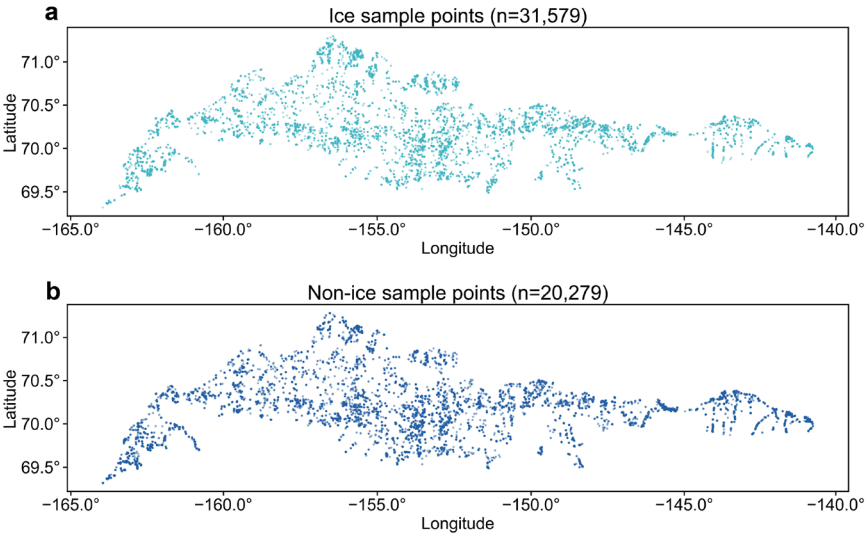 a
Ice sample points (n=31,579)
71.0°
70.5°
70.0°
69.5°
Latitude
−165.0° −160.0° −155.0° −150.0° −145.0° −140.0°
Longitude
b
Non-ice sample points (n=20,279)
71.0°
70.5°
70.0°
69.5°
Latitude
−165.0° −160.0° −155.0° −150.0° −145.0° −140.0°
Longitude